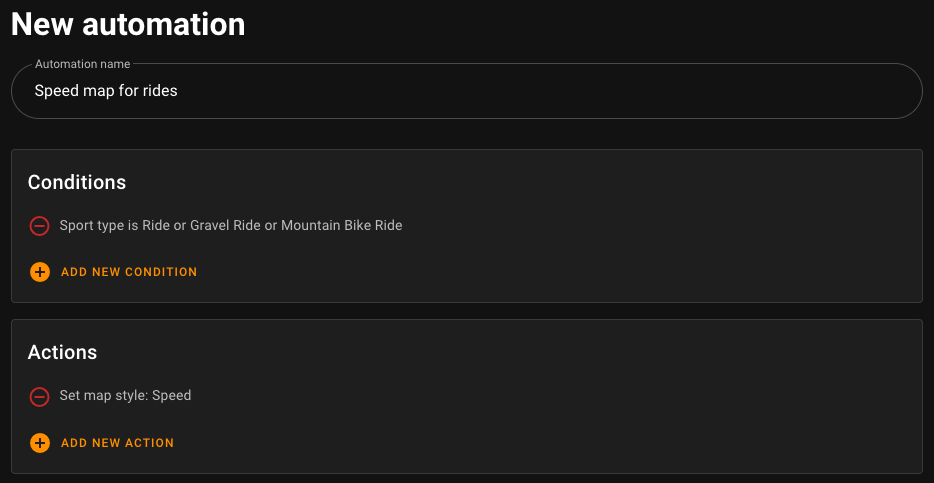 New automation
Automation name
Speed map for rides
Conditions
Sport type is Ride or Gravel Ride or Mountain Bike Ride
ADD NEW CONDITION
Actions
Set map style: Speed
ADD NEW ACTION